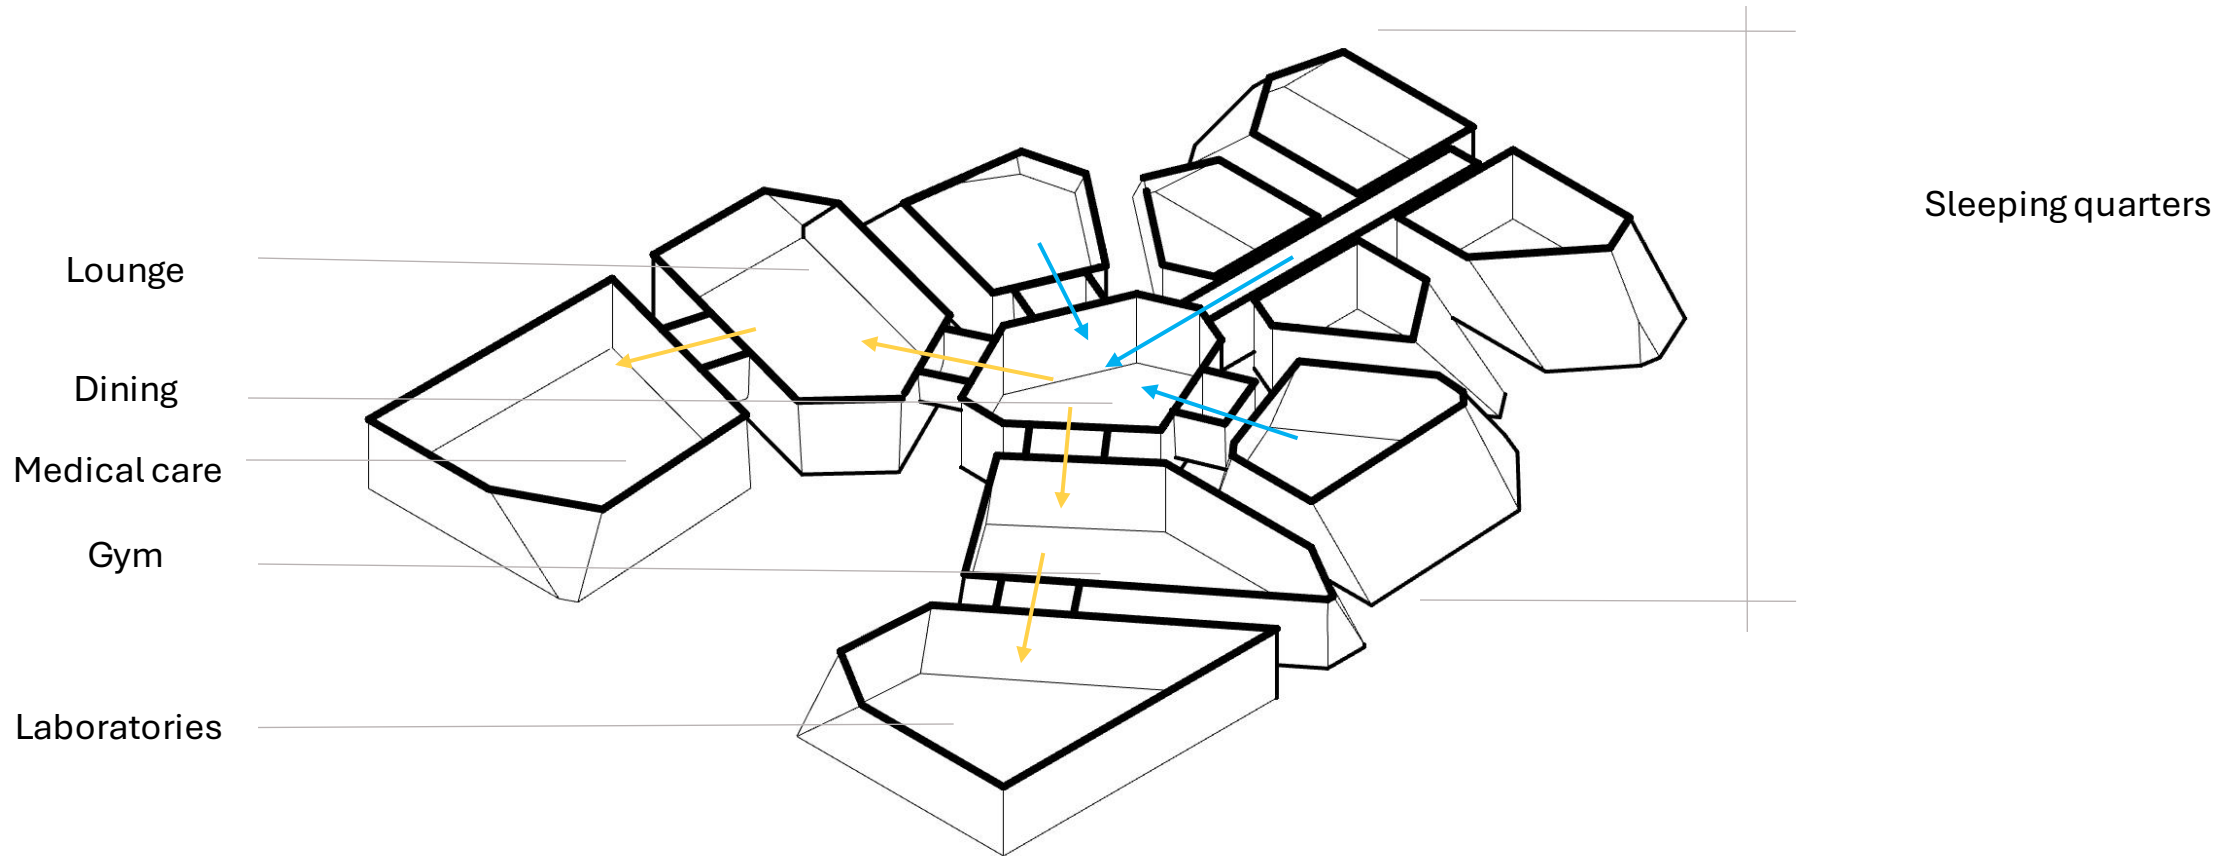 Sleeping quarters
Lounge
Dining
Medical care
Gym
Laboratories